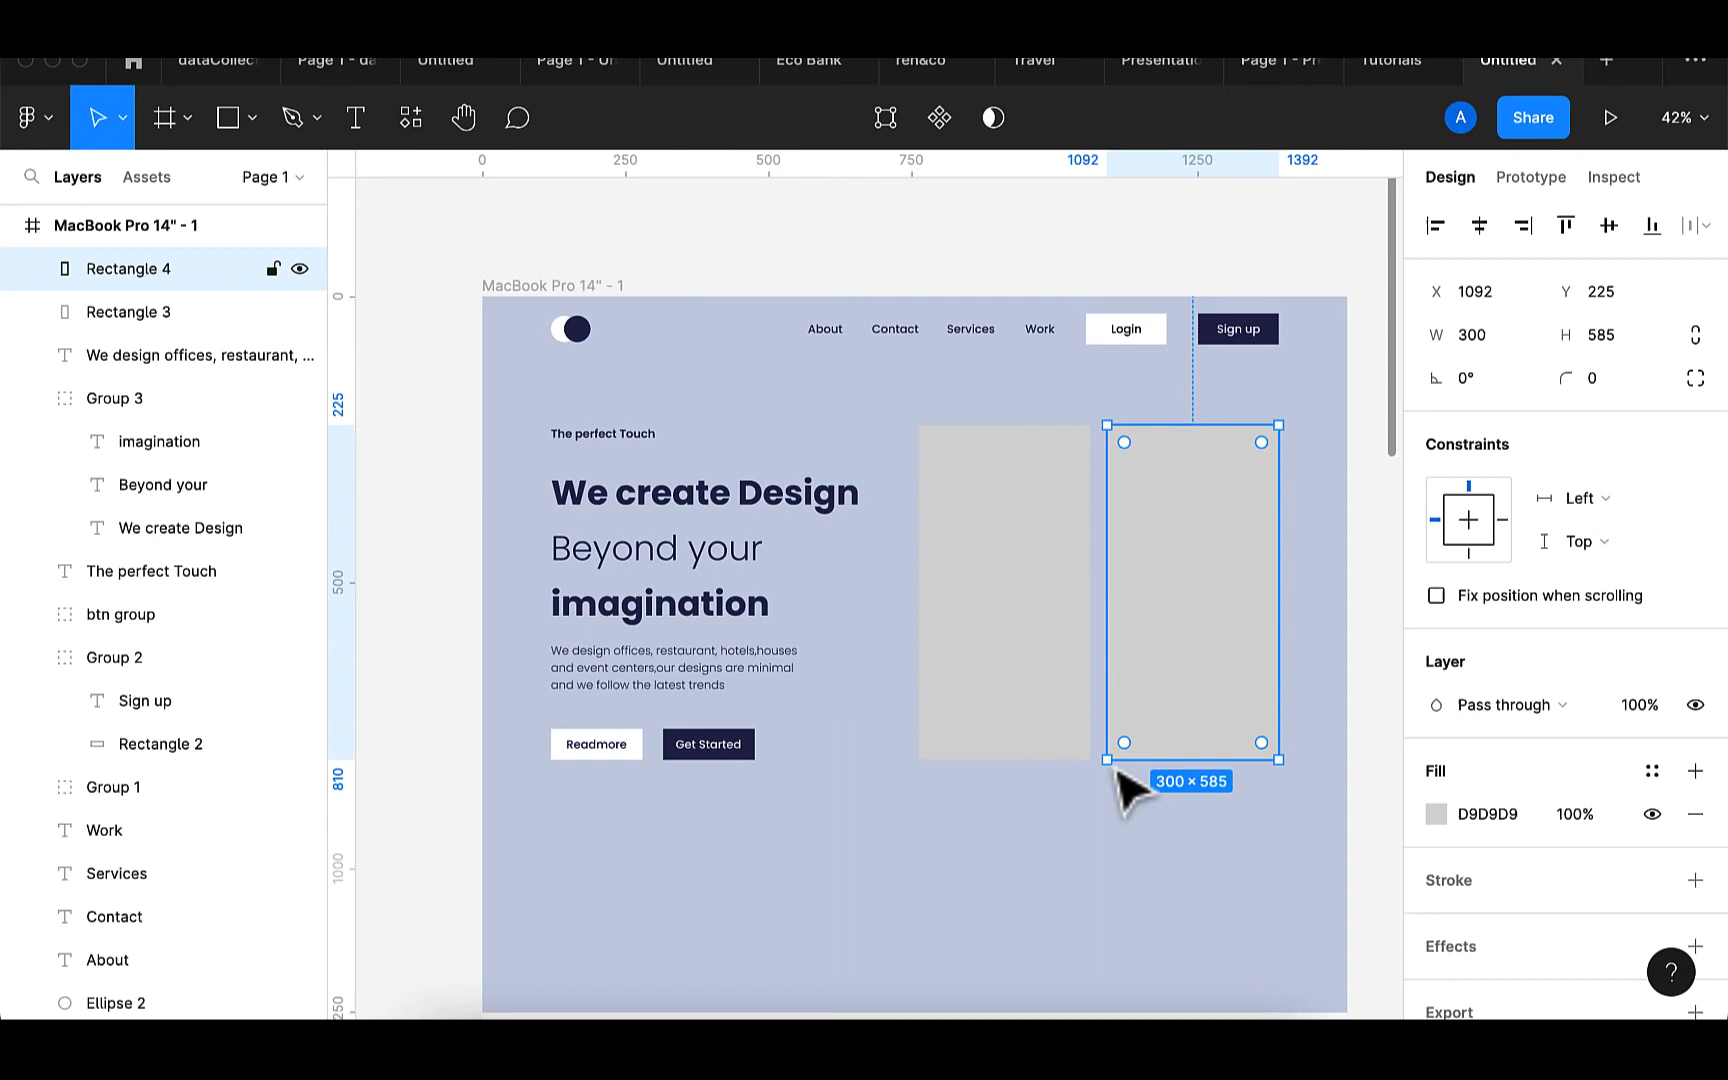 dataCollec
Page 1 - da
Untitled
Page 1 - Un
Untitled
Eco Bank
ren&co
Travel
Presentatio
Page 1 - Pr
Tutorials
Untitled
A
Share
42%
Layers
Assets
Page 1
MacBook Pro 14" - 1
Rectangle 4
Rectangle 3
We design offices, restaurant, ...
Group 3
imagination
Beyond your
We create Design
The perfect Touch
btn group
Group 2
Sign up
Rectangle 2
Group 1
Work
Services
Contact
About
Ellipse 2
0
250
500
750
1092
1250
1392
0
225
500
810
1000
250
MacBook Pro 14" - 1
About
Contact
Services
Work
Login
Sign up
The perfect Touch
We create Design
Beyond your
imagination
We design offices, restaurant, hotels,houses
and event centers,our designs are minimal
and we follow the latest trends
Readmore
Get Started
300 × 585
Design
Prototype
Inspect
X 1092
Y 225
W 300
H 585
0°
0
Constraints
Left
Top
Fix position when scrolling
Layer
Pass through
100%
Fill
D9D9D9
100%
Stroke
Effects
?
Export